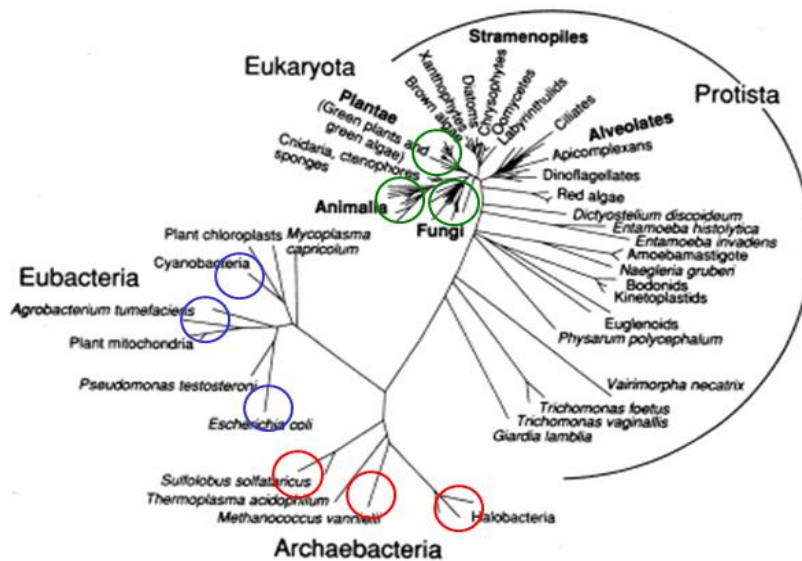 Stramenopiles
Eukaryota
Xanthophytes
Brown algae
Diatoms
Chrysophytes
Oomycetes
Labyrinthulids
Protista
Plantae
(Green plants and
green algae)
Ciliates
Alveolates
Cnidaria, ctenophores
sponges
Apicomplexans
Dinoflagellates
Red algae
Animalia
Fungi
Dictyostelium discoideum
Entamoeba histolytica
Entamoeba invadens
Amoebamastigote
Naegleria gruberi
Bodonids
Kinetoplastids
Euglenoids
Physarum polycephalum
Vairimorpha necatrix
Trichomonas foetus
Trichomonas vaginallis
Giardia lamblia
Plant chloroplasts
Mycoplasma
capricolum
Cyanobacteria
Eubacteria
Agrobacterium tumefaciens
Plant mitochondria
Pseudomonas testosteroni
Escherichia coli
Sulfolobus solfataricus
Thermoplasma acidophilium
Methanococcus vannielii
Halobacteria
Archaebacteria